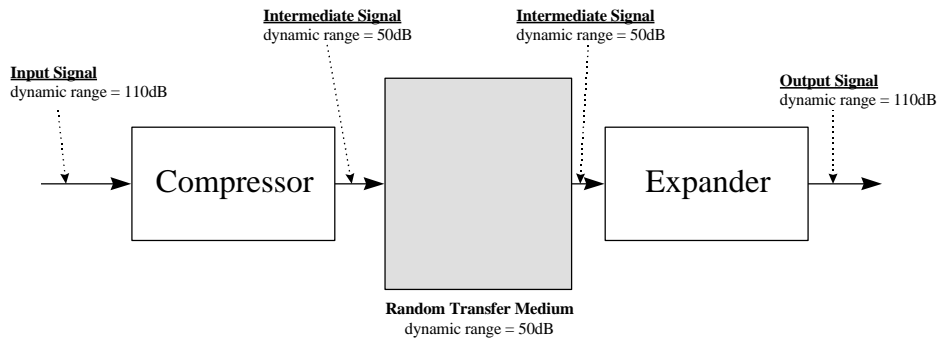 Intermediate Signal
dynamic range = 50dB
Intermediate Signal
dynamic range = 50dB
Input Signal
dynamic range = 110dB
Output Signal
dynamic range = 110dB
Compressor
Expander
Random Transfer Medium
dynamic range = 50dB